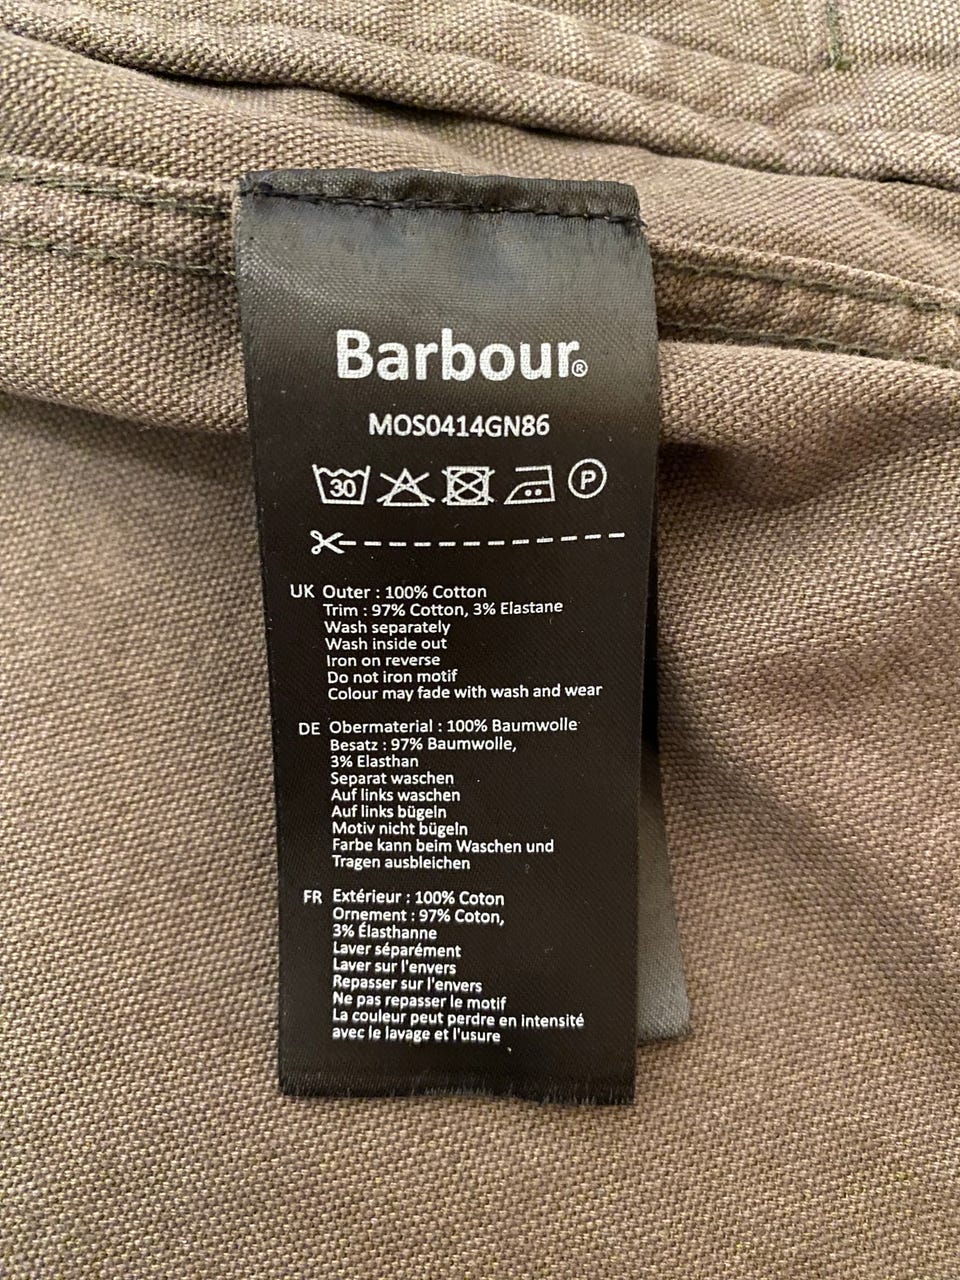 Barbour®
MOS0414GN86
30 P
UK Outer : 100% Cotton
Trim : 97% Cotton, 3% Elastane
Wash separately
Wash inside out
Iron on reverse
Do not iron motif
Colour may fade with wash and wear
DE Obermaterial : 100% Baumwolle
Besatz : 97% Baumwolle,
3% Elasthan
Separat waschen
Auf links waschen
Auf links bügeln
Motiv nicht bügeln
Farbe kann beim Waschen und
Tragen ausbleichen
FR Extérieur : 100% Coton
Ornement : 97% Coton,
3% Élasthanne
Laver séparément
Laver sur l'envers
Repasser sur l'envers
Ne pas repasser le motif
La couleur peut perdre en intensité
avec le lavage et l'usure